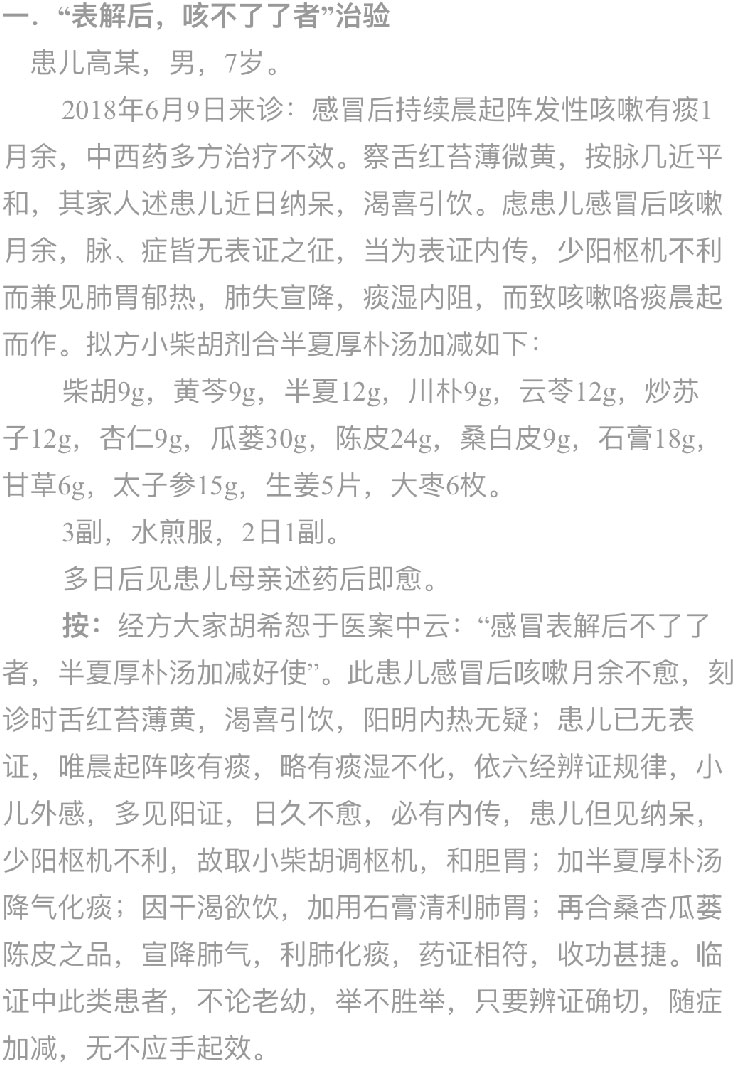 一．“表解后，咳不了了者”治验
患儿高某，男，7岁。
2018年6月9日来诊：感冒后持续晨起阵发性咳嗽有痰1
月余，中西药多方治疗不效。察舌红苔薄微黄，按脉几近平
和，其家人述患儿近日纳呆，渴喜引饮。虑患儿感冒后咳嗽
月余，脉、症皆无表证之征，当为表证内传，少阳枢机不利
而兼见肺胃郁热，肺失宣降，痰湿内阻，而致咳嗽咯痰晨起
而作。拟方小柴胡剂合半夏厚朴汤加减如下：
柴胡9g，黄芩9g，半夏12g，川朴9g，云苓12g，炒苏
子12g，杏仁9g，瓜蒌30g，陈皮24g，桑白皮9g，石膏18g，
甘草6g，太子参15g，生姜5片，大枣6枚。
3副，水煎服，2日1副。
多日后见患儿母亲述药后即愈。
按：经方大家胡希恕于医案中云：“感冒表解后不了了
者，半夏厚朴汤加减好使”。此患儿感冒后咳嗽月余不愈，刻
诊时舌红苔薄黄，渴喜引饮，阳明内热无疑；患儿已无表
证，唯晨起阵咳有痰，略有痰湿不化，依六经辨证规律，小
儿外感，多见阳证，日久不愈，必有内传，患儿但见纳呆，
少阳枢机不利，故取小柴胡调枢机，和胆胃；加半夏厚朴汤
降气化痰；因干渴欲饮，加用石膏清利肺胃；再合桑杏瓜蒌
陈皮之品，宣降肺气，利肺化痰，药证相符，收功甚捷。临
证中此类患者，不论老幼，举不胜举，只要辨证确切，随症
加减，无不应手起效。